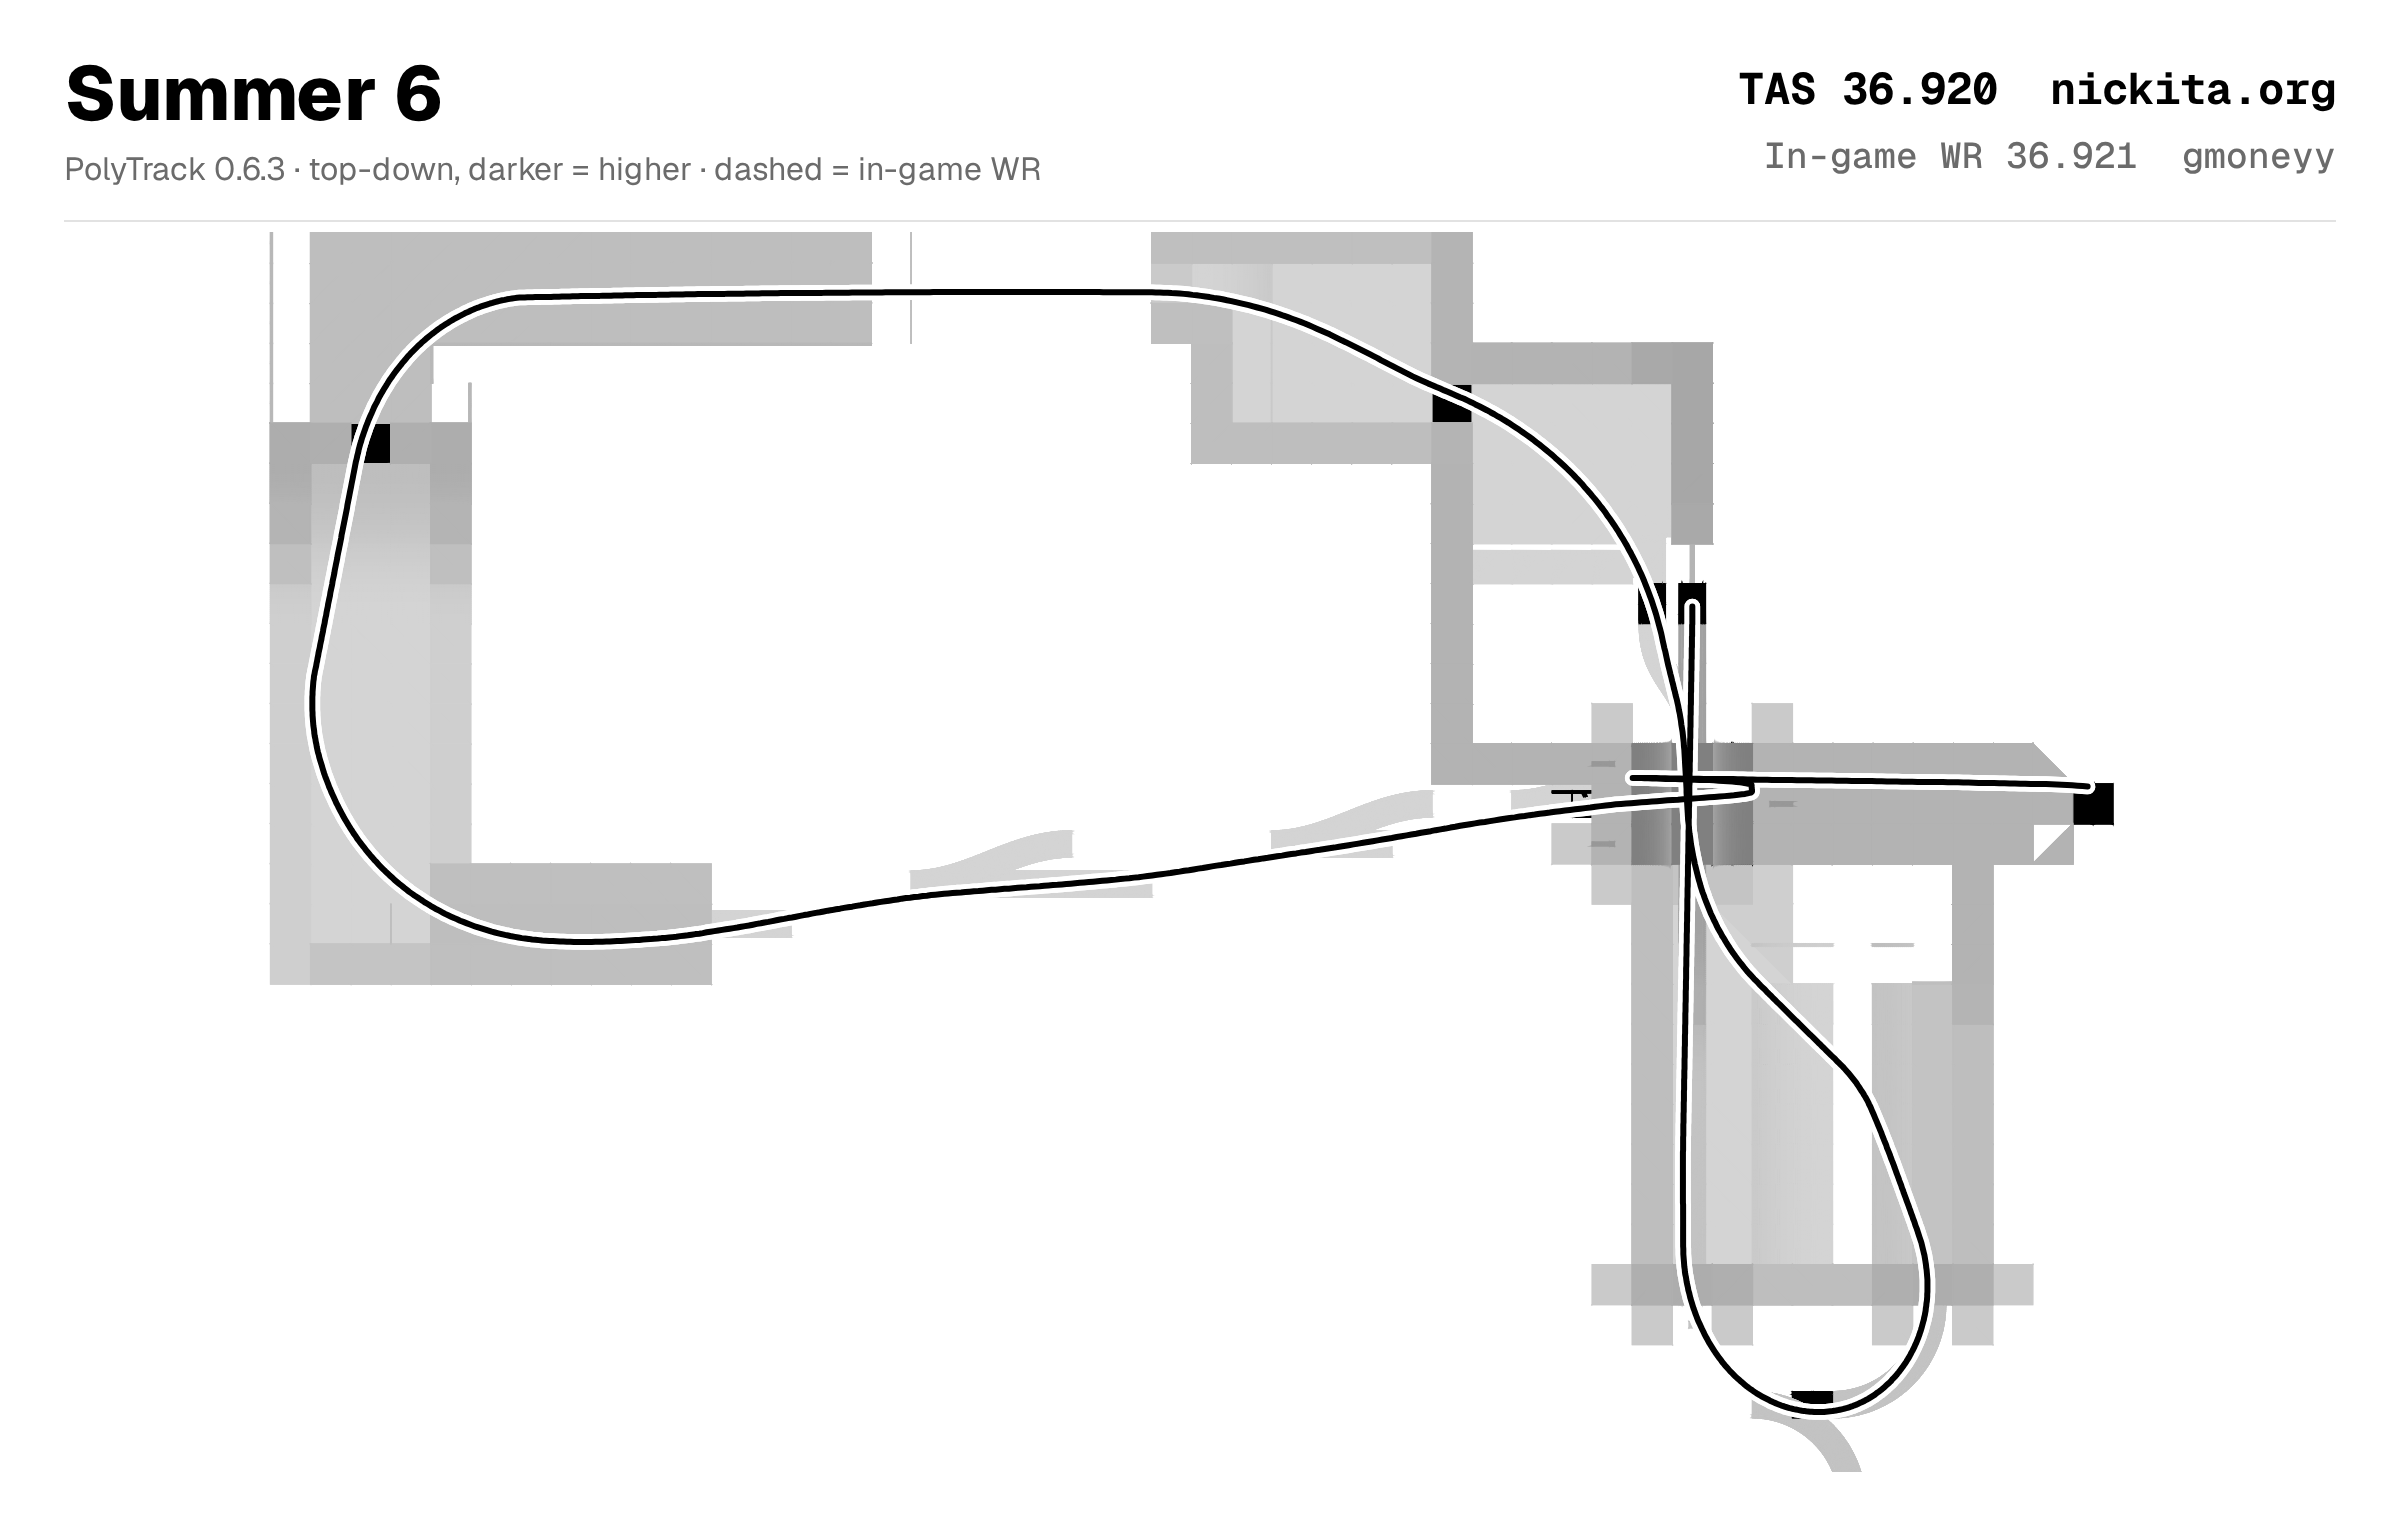 Summer 6
TAS 36.920 nickita.org
PolyTrack 0.6.3 · top-down, darker = higher · dashed = in-game WR
In-game WR 36.921 gmoneyy